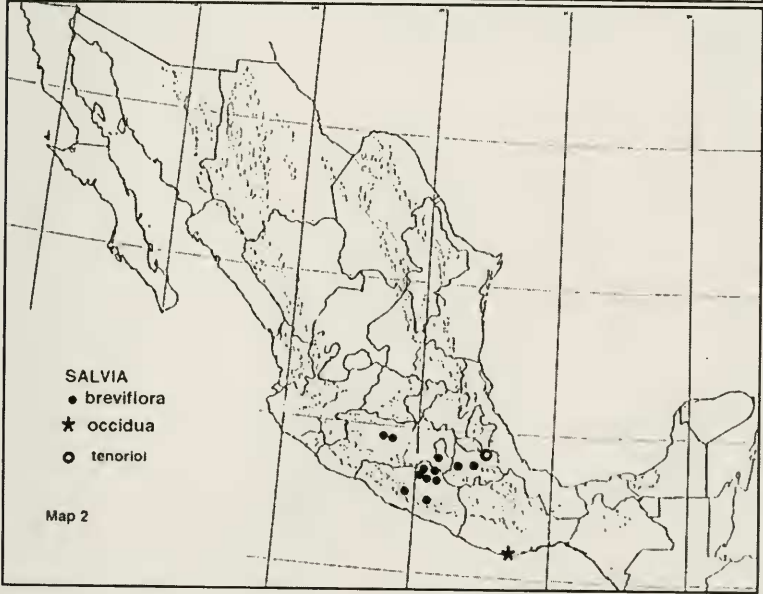 SALVIA
● breviflora
★ occidua
○ tenorioi
Map 2